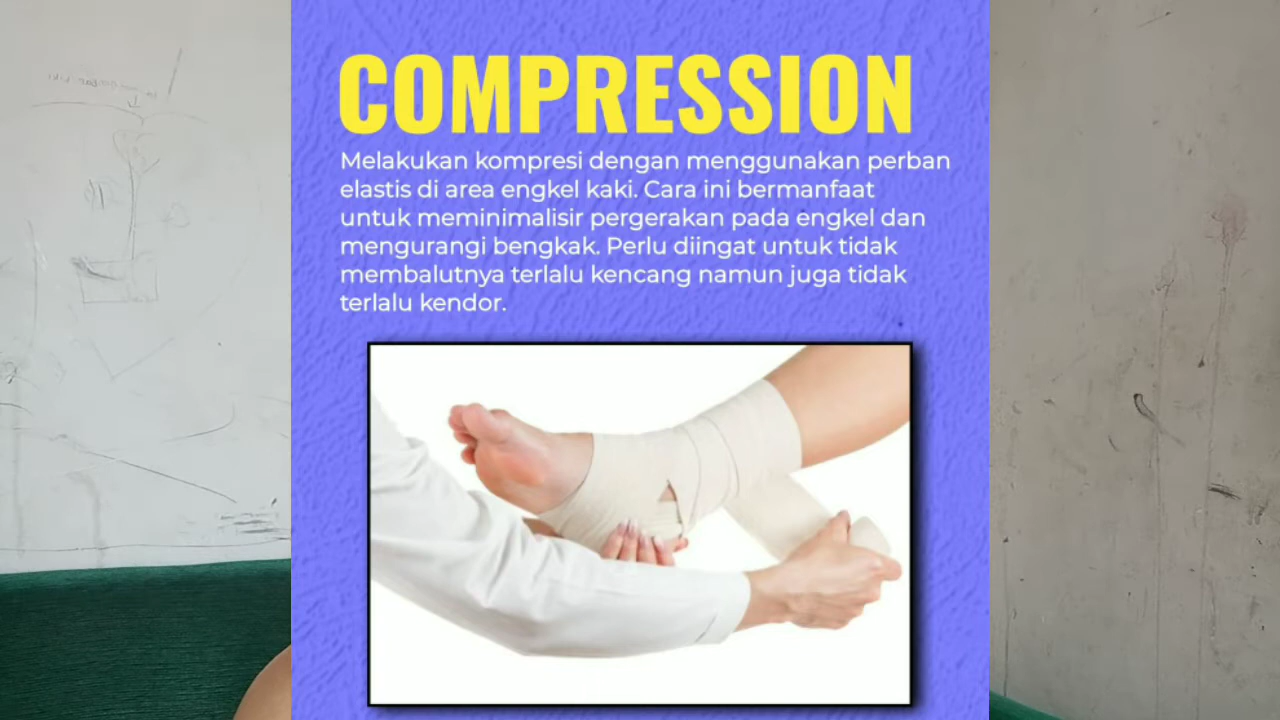 COMPRESSION
Melakukan kompresi dengan menggunakan perban
elastis di area engkel kaki. Cara ini bermanfaat
untuk meminimalisir pergerakan pada engkel dan
mengurangi bengkak. Perlu diingat untuk tidak
membalutnya terlalu kencang namun juga tidak
terlalu kendor.